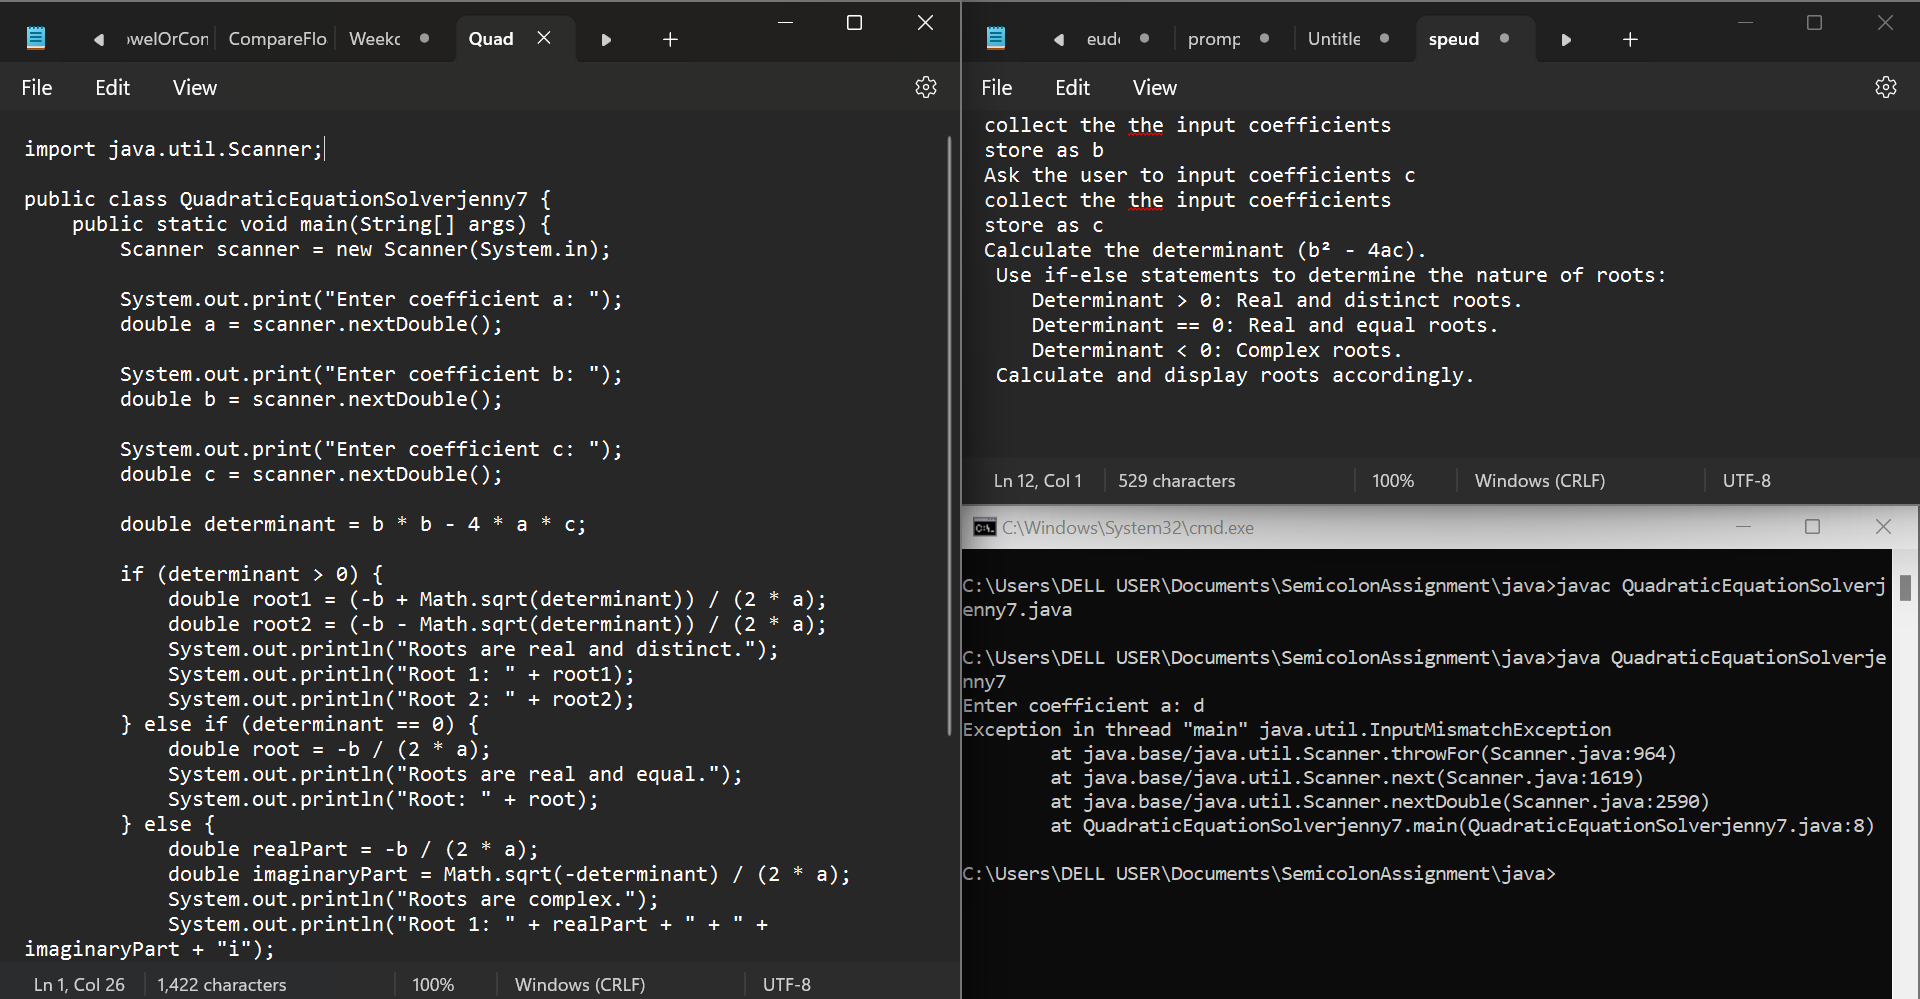 owelOrCon
CompareFlo
Weekd
Quad
File Edit View
import java.util.Scanner;
public class QuadraticEquationSolverjenny7 {
public static void main(String[] args) {
Scanner scanner = new Scanner(System.in);
System.out.print("Enter coefficient a: ");
double a = scanner.nextDouble();
System.out.print("Enter coefficient b: ");
double b = scanner.nextDouble();
System.out.print("Enter coefficient c: ");
double c = scanner.nextDouble();
double determinant = b * b - 4 * a * c;
if (determinant > 0) {
double root1 = (-b + Math.sqrt(determinant)) / (2 * a);
double root2 = (-b - Math.sqrt(determinant)) / (2 * a);
System.out.println("Roots are real and distinct.");
System.out.println("Root 1: " + root1);
System.out.println("Root 2: " + root2);
} else if (determinant == 0) {
double root = -b / (2 * a);
System.out.println("Roots are real and equal.");
System.out.println("Root: " + root);
} else {
double realPart = -b / (2 * a);
double imaginaryPart = Math.sqrt(-determinant) / (2 * a);
System.out.println("Roots are complex.");
System.out.println("Root 1: " + realPart + " + " +
imaginaryPart + "i");
Ln 1, Col 26 1,422 characters 100% Windows (CRLF) UTF-8
eud
promp
Untitle
speud
File Edit View
collect the the input coefficients
store as b
Ask the user to input coefficients c
collect the the input coefficients
store as c
Calculate the determinant (b² - 4ac).
Use if-else statements to determine the nature of roots:
Determinant > 0: Real and distinct roots.
Determinant == 0: Real and equal roots.
Determinant < 0: Complex roots.
Calculate and display roots accordingly.
Ln 12, Col 1 529 characters 100% Windows (CRLF) UTF-8
C:\Windows\System32\cmd.exe
C:\Users\DELL USER\Documents\SemicolonAssignment\java>javac QuadraticEquationSolverj
enny7.java
C:\Users\DELL USER\Documents\SemicolonAssignment\java>java QuadraticEquationSolverje
nny7
Enter coefficient a: d
Exception in thread "main" java.util.InputMismatchException
at java.base/java.util.Scanner.throwFor(Scanner.java:964)
at java.base/java.util.Scanner.next(Scanner.java:1619)
at java.base/java.util.Scanner.nextDouble(Scanner.java:2590)
at QuadraticEquationSolverjenny7.main(QuadraticEquationSolverjenny7.java:8)
C:\Users\DELL USER\Documents\SemicolonAssignment\java>